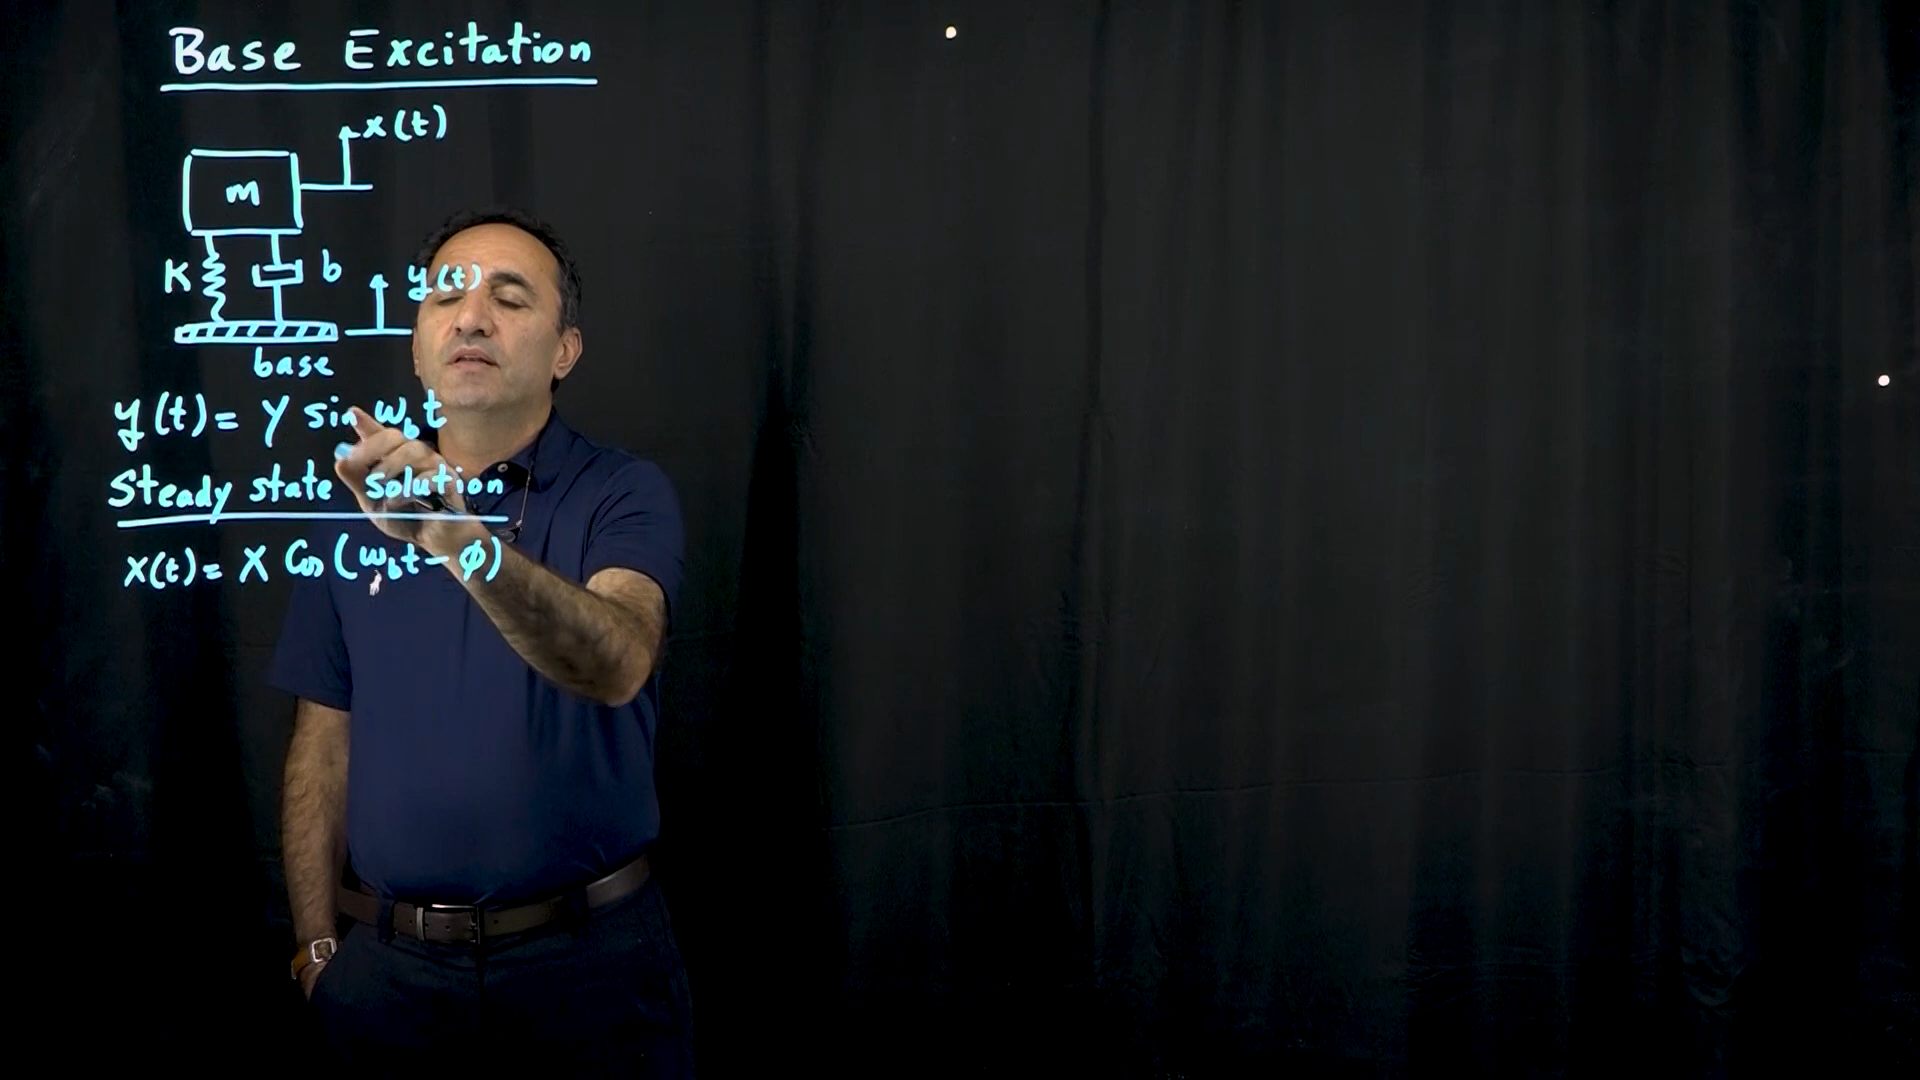 Base Excitation
x(t)
m
K
b
y(t)
base
y(t) = Y sin ω_b t
Steady state solution
x(t) = X Cos (ω_b t - ϕ)